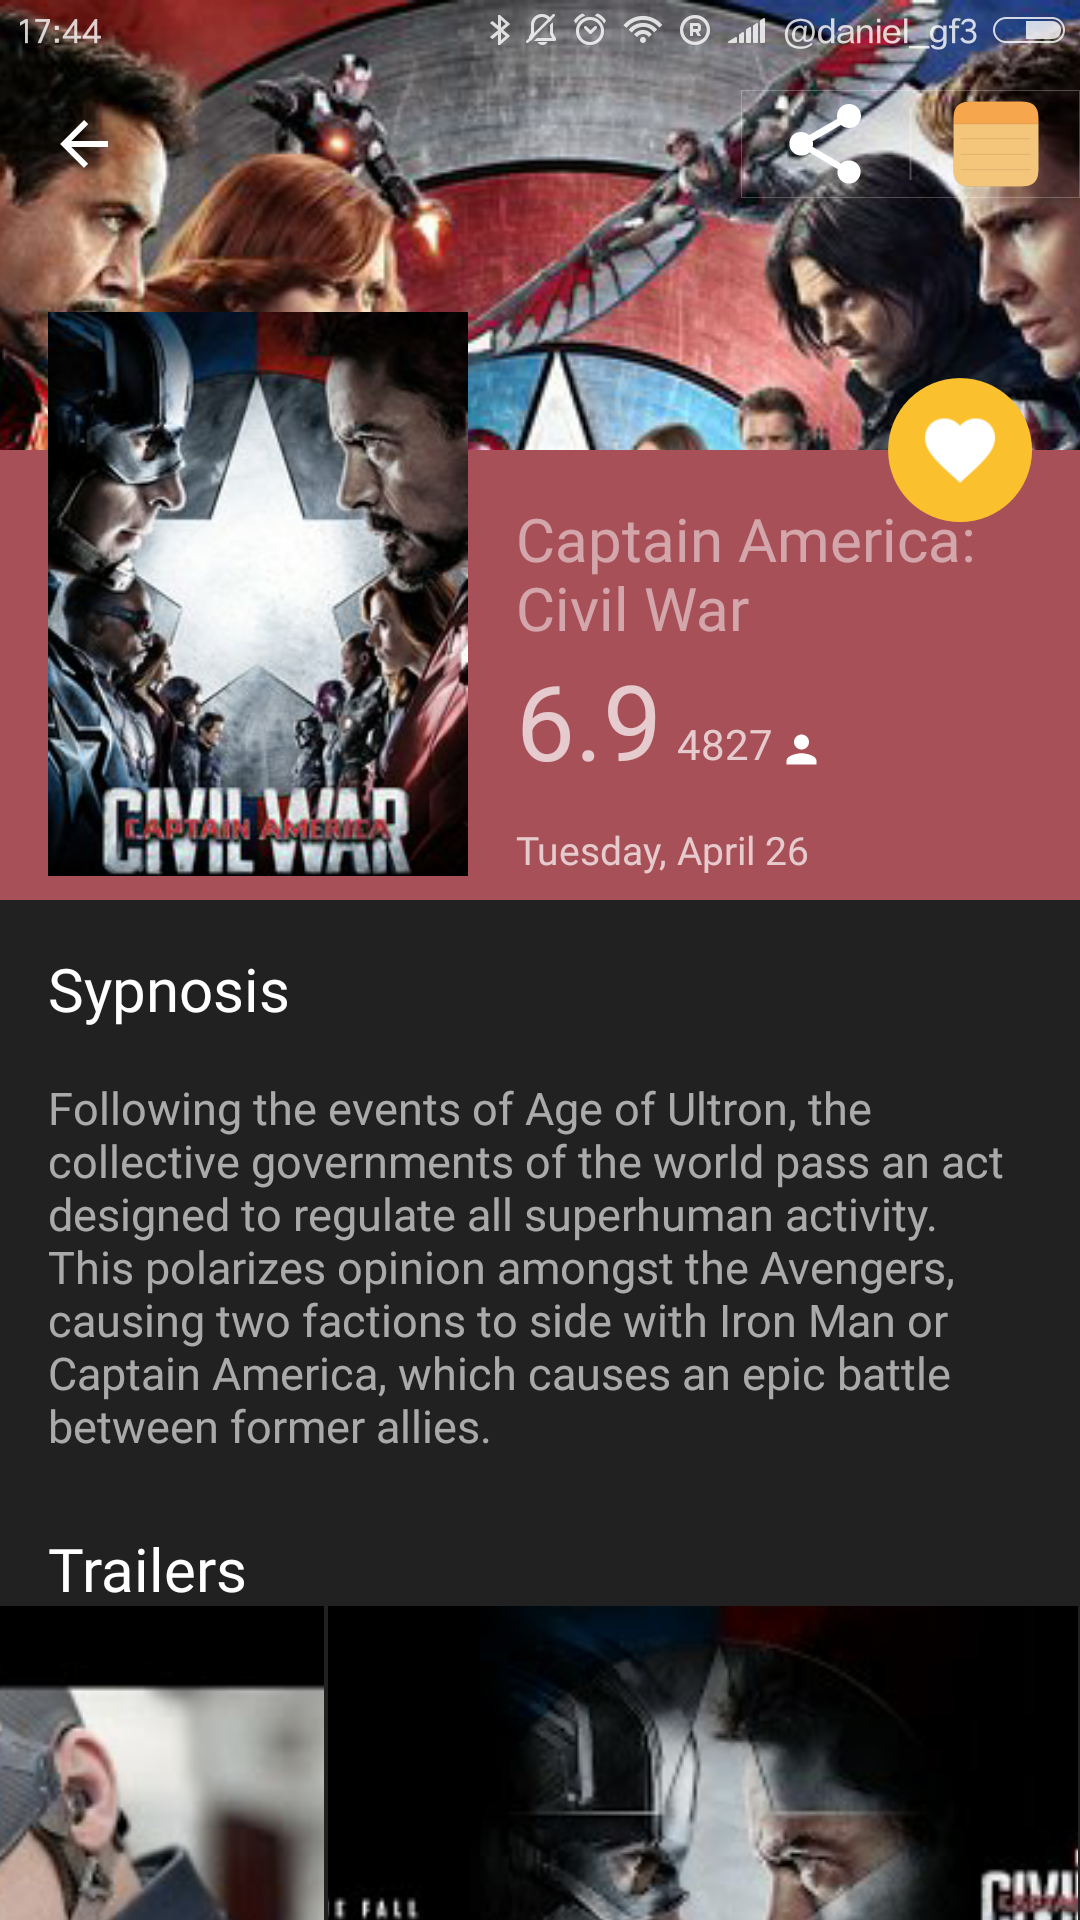 17:44
@daniel_gf3
Captain America:
Civil War
6.9 4827
CIVIL WAR
CAPTAIN AMERICA
Tuesday, April 26
Sypnosis
Following the events of Age of Ultron, the
collective governments of the world pass an act
designed to regulate all superhuman activity.
This polarizes opinion amongst the Avengers,
causing two factions to side with Iron Man or
Captain America, which causes an epic battle
between former allies.
Trailers
FALL